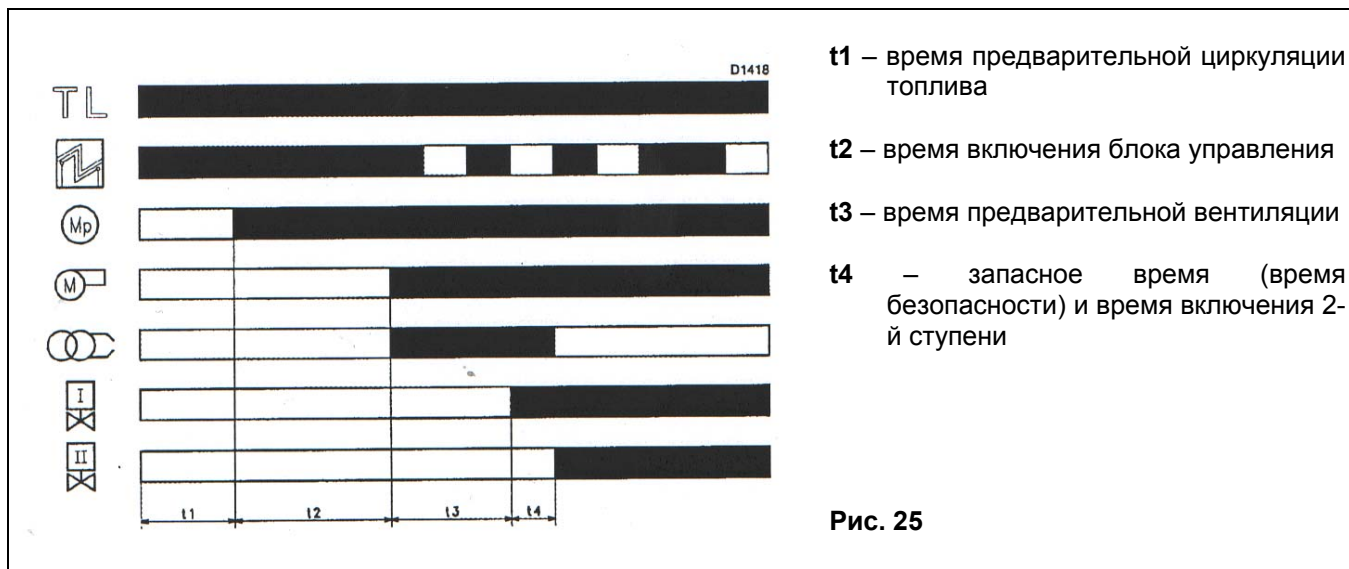 D1418
TL
Mp
M
I
II
t1 t2 t3 t4
t1 – время предварительной циркуляции
топлива
t2 – время включения блока управления
t3 – время предварительной вентиляции
t4 – запасное время (время
безопасности) и время включения 2-
й ступени
Рис. 25